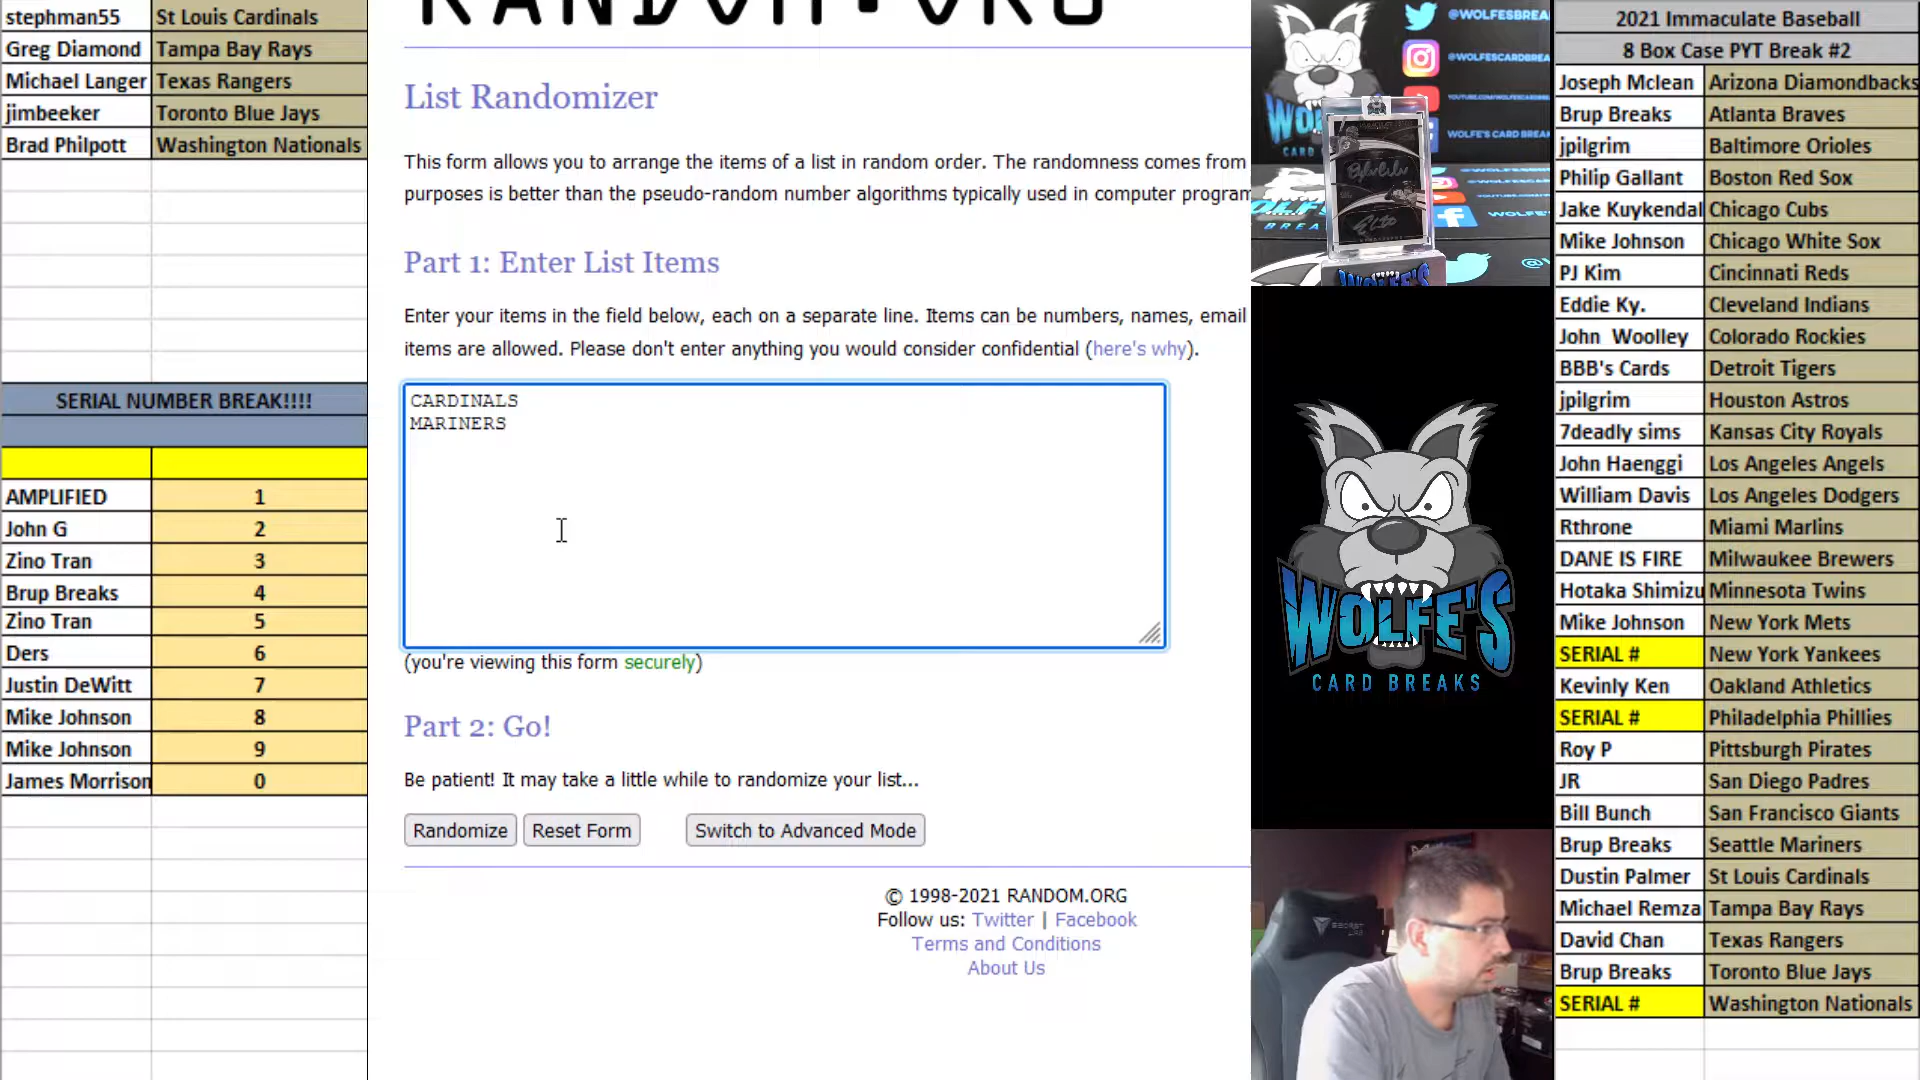 stephman55 St Louis Cardinals
Greg Diamond Tampa Bay Rays
Michael Langer Texas Rangers
jimbeeker Toronto Blue Jays
Brad Philpott Washington Nationals
SERIAL NUMBER BREAK!!!!
AMPLIFIED 1
John G 2
Zino Tran 3
Brup Breaks 4
Zino Tran 5
Ders 6
Justin DeWitt 7
Mike Johnson 8
Mike Johnson 9
James Morrison 0
RANDOM.ORG
List Randomizer
This form allows you to arrange the items of a list in random order. The randomness comes from
purposes is better than the pseudo-random number algorithms typically used in computer program
Part 1: Enter List Items
Enter your items in the field below, each on a separate line. Items can be numbers, names, email
items are allowed. Please don't enter anything you would consider confidential (here's why).
CARDINALS
MARINERS
(you're viewing this form securely)
Part 2: Go!
Be patient! It may take a little while to randomize your list...
Randomize Reset Form Switch to Advanced Mode
© 1998-2021 RANDOM.ORG
Follow us: Twitter | Facebook
Terms and Conditions
About Us
@WOLFESBREA
@WOLFESCARDBREA
WOLFE'S CARD BREA
WOLFE'S
CARD BREAKS
2021 Immaculate Baseball
8 Box Case PYT Break #2
Joseph Mclean Arizona Diamondbacks
Brup Breaks Atlanta Braves
jpilgrim Baltimore Orioles
Philip Gallant Boston Red Sox
Jake Kuykendal Chicago Cubs
Mike Johnson Chicago White Sox
PJ Kim Cincinnati Reds
Eddie Ky. Cleveland Indians
John Woolley Colorado Rockies
BBB's Cards Detroit Tigers
jpilgrim Houston Astros
7deadly sims Kansas City Royals
John Haenggi Los Angeles Angels
William Davis Los Angeles Dodgers
Rthrone Miami Marlins
DANE IS FIRE Milwaukee Brewers
Hotaka Shimizu Minnesota Twins
Mike Johnson New York Mets
SERIAL # New York Yankees
Kevinly Ken Oakland Athletics
SERIAL # Philadelphia Phillies
Roy P Pittsburgh Pirates
JR San Diego Padres
Bill Bunch San Francisco Giants
Brup Breaks Seattle Mariners
Dustin Palmer St Louis Cardinals
Michael Remza Tampa Bay Rays
David Chan Texas Rangers
Brup Breaks Toronto Blue Jays
SERIAL # Washington Nationals